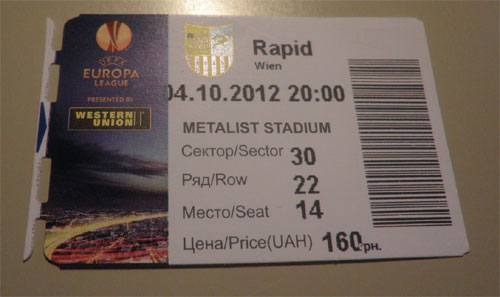 UEFA
EUROPA
LEAGUE
PRESENTED BY
WESTERN
UNION
Rapid
Wien
04.10.2012 20:00
METALIST STADIUM
Сектор/Sector 30
Ряд/Row 22
Место/Seat 14
Цена/Price(UAH) 160грн.